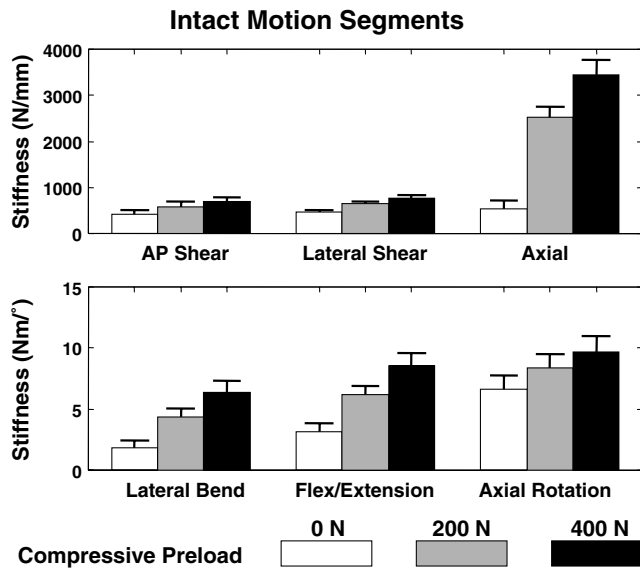 Intact Motion Segments
Stiffness (N/mm)
4000
3000
2000
1000
0
AP Shear Lateral Shear Axial
Stiffness (Nm/°)
15
10
5
0
Lateral Bend Flex/Extension Axial Rotation
0 N 200 N 400 N
Compressive Preload